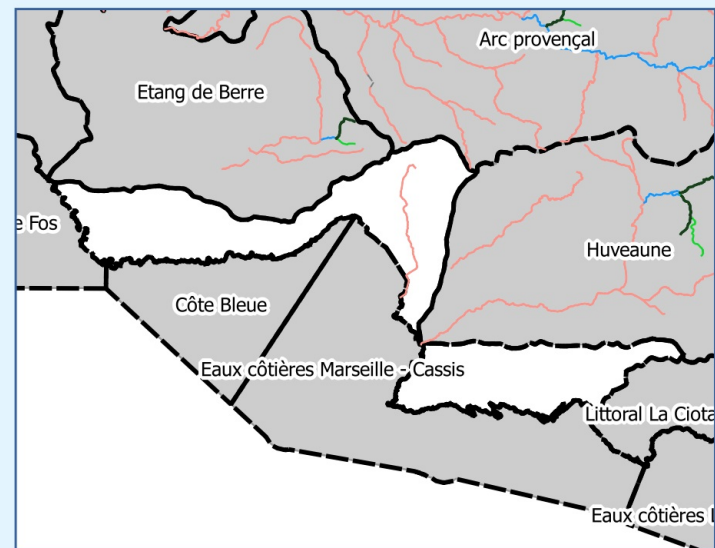 Arc provençal
Etang de Berre
e Fos
Huveaune
Côte Bleue
Eaux côtières Marseille - Cassis
Littoral La Ciota
Eaux côtières L